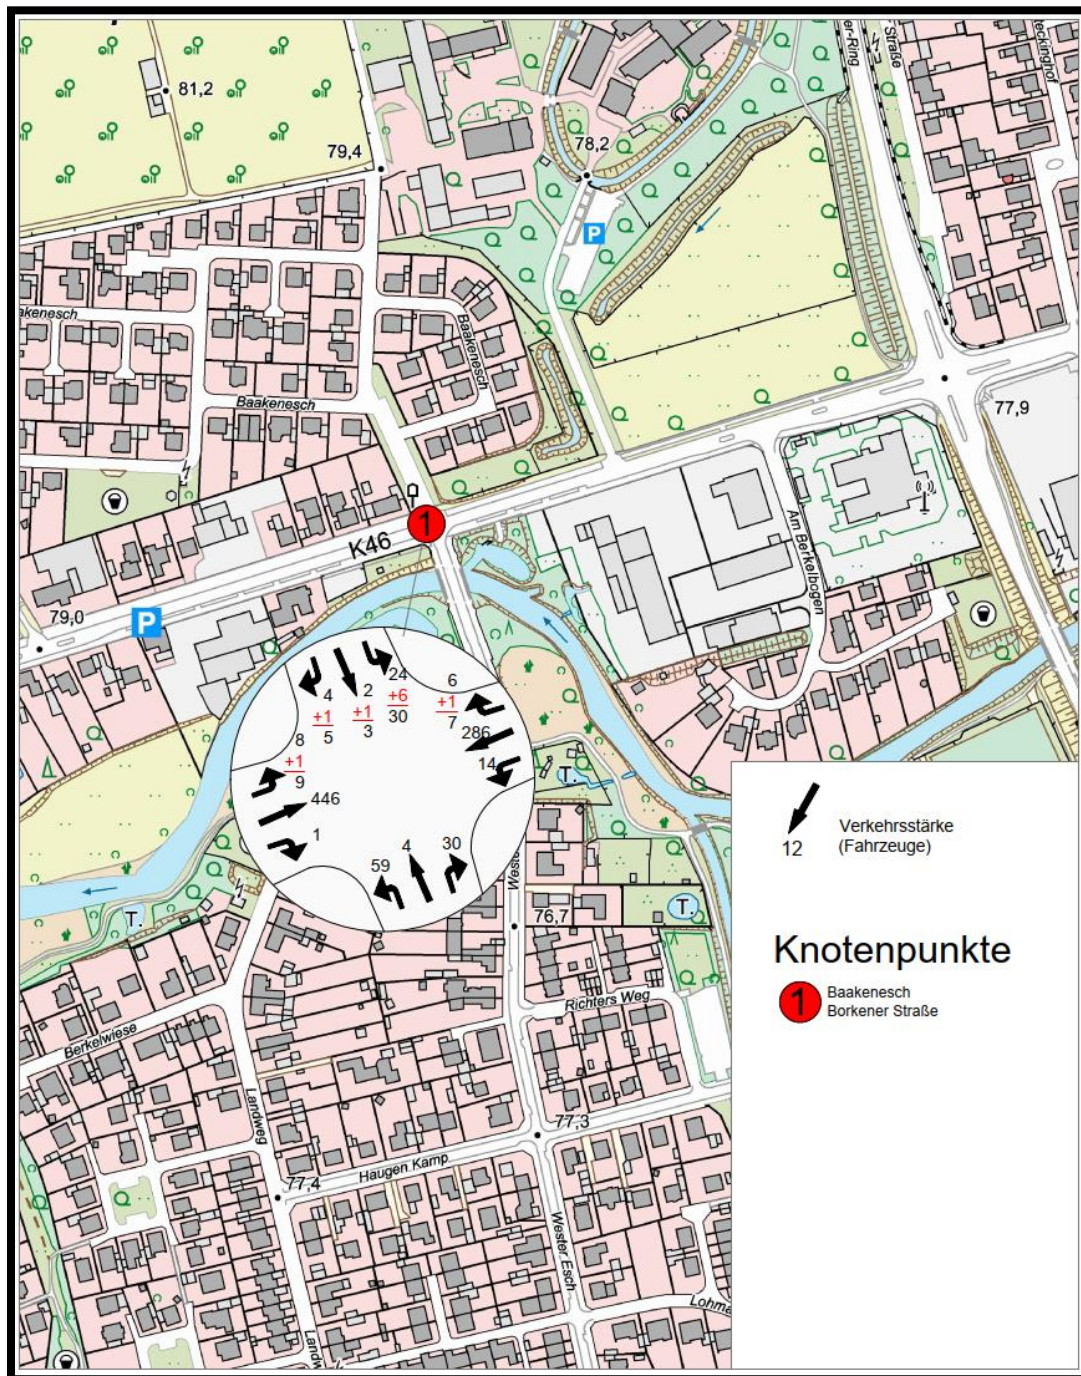 er-Ring
Straße
teckinghof
81,2
79,4
78,2
P
Baakenesch
akenesch
Baakenesch
77,9
1
K46
Am Berkelbogen
79,0
P
24
6
2
4
+6
+1
+1
+1
30
7
3
5
286
8
+1
9
14
T.
446
1
4
30
59
Weste
12
Verkehrsstärke
(Fahrzeuge)
T.
T.
76,7
Knotenpunkte
1
Baakenesch
Borkener Straße
Richters Weg
Berkelwiese
Landweg
77,3
Haugen Kamp
77,4
Wester Esch
Lohme
Landw